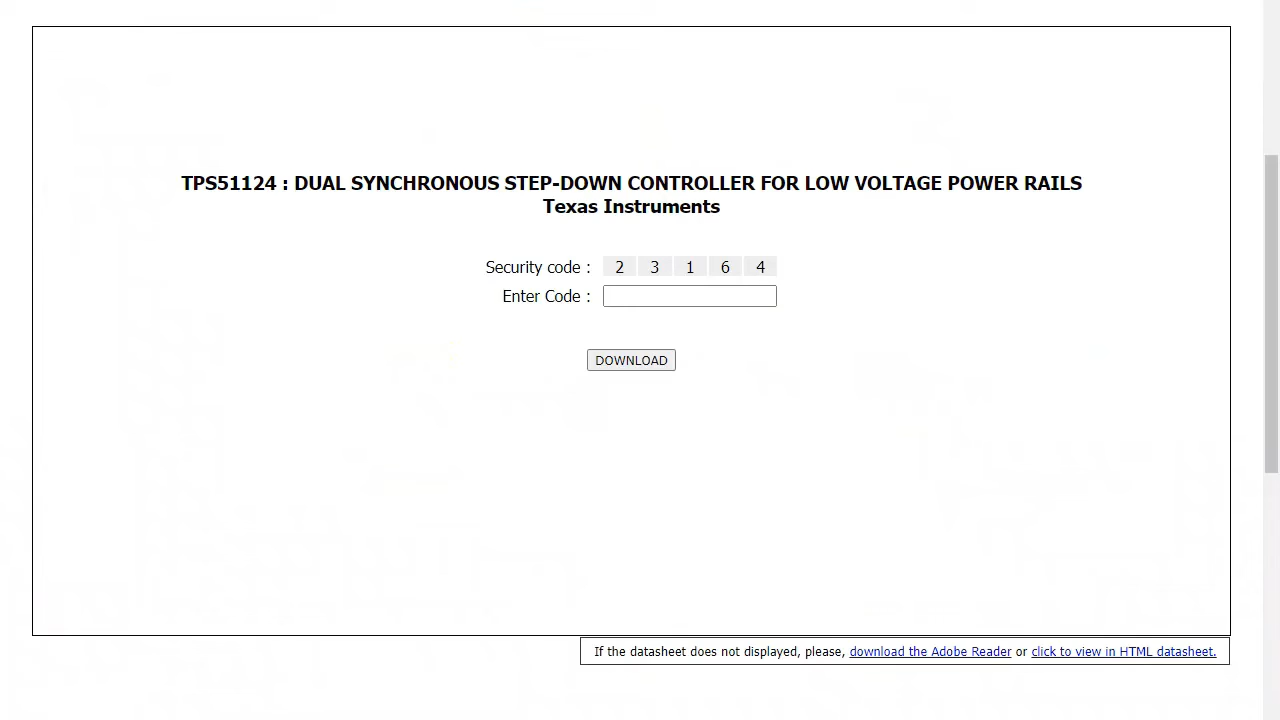 TPS51124 : DUAL SYNCHRONOUS STEP-DOWN CONTROLLER FOR LOW VOLTAGE POWER RAILS
Texas Instruments
Security code : 2 3 1 6 4
Enter Code :
DOWNLOAD
If the datasheet does not displayed, please, download the Adobe Reader or click to view in HTML datasheet.